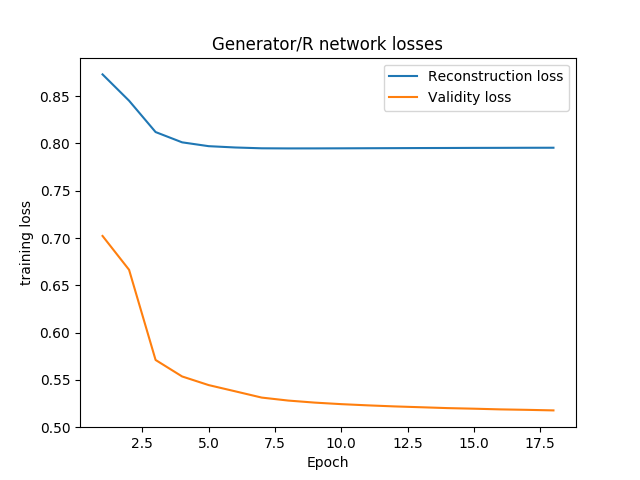 Generator/R network losses
Reconstruction loss
Validity loss
training loss
0.85
0.80
0.75
0.70
0.65
0.60
0.55
0.50
2.5 5.0 7.5 10.0 12.5 15.0 17.5
Epoch